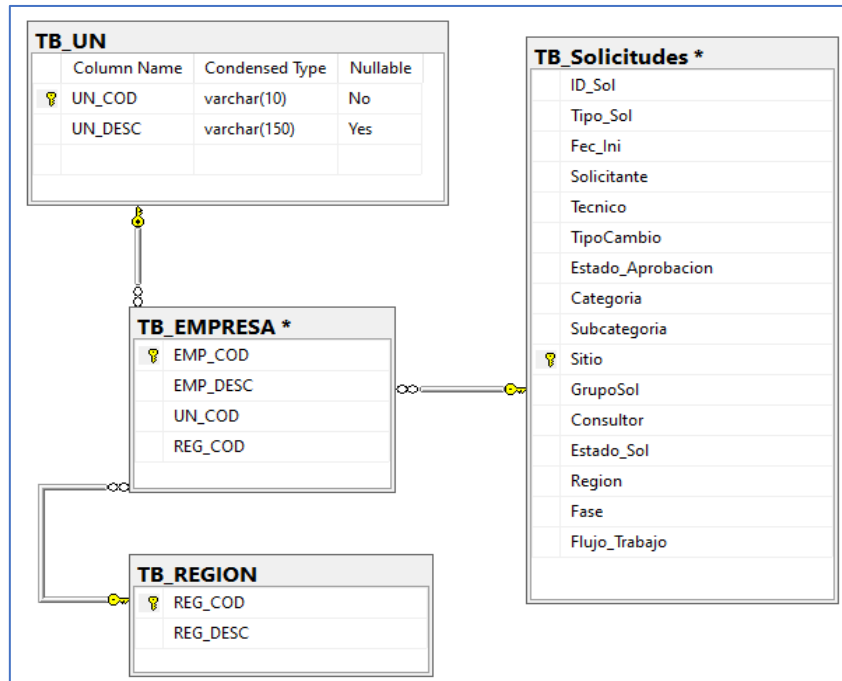 TB_UN
Column Name Condensed Type Nullable
UN_COD varchar(10) No
UN_DESC varchar(150) Yes
TB_EMPRESA *
EMP_COD
EMP_DESC
UN_COD
REG_COD
TB_REGION
REG_COD
REG_DESC
TB_Solicitudes *
ID_Sol
Tipo_Sol
Fec_Ini
Solicitante
Tecnico
TipoCambio
Estado_Aprobacion
Categoria
Subcategoria
Sitio
GrupoSol
Consultor
Estado_Sol
Region
Fase
Flujo_Trabajo